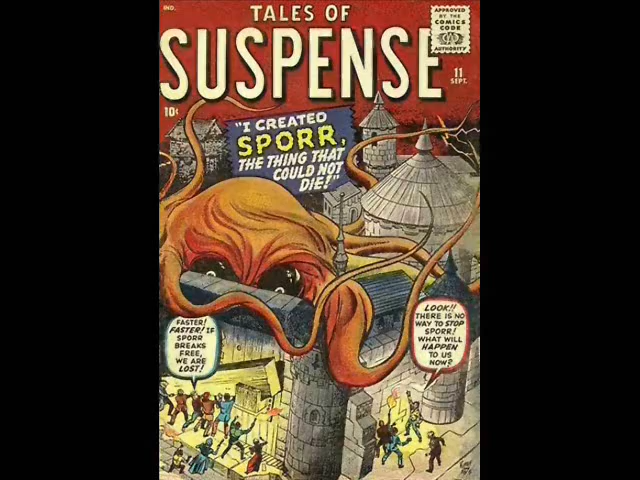 IND.
TALES OF
SUSPENSE
APPROVED
BY THE
COMICS
CODE
AUTHORITY
11
SEPT.
10¢
"I CREATED
SPORR,
THE THING THAT
COULD NOT
DIE!"
FASTER!
FASTER! IF
SPORR
BREAKS
FREE,
WE ARE
LOST!
LOOK!!
THERE IS NO
WAY TO STOP
SPORR!
WHAT WILL
HAPPEN
TO US
NOW?